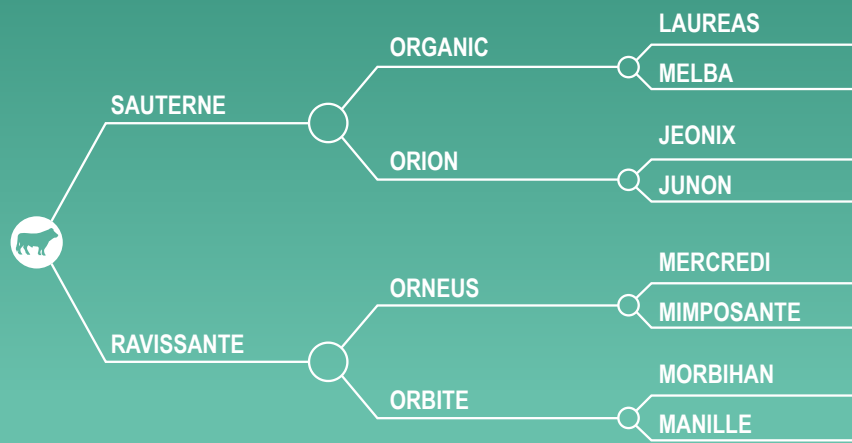 LAUREAS
ORGANIC
MELBA
SAUTERNE
JEONIX
ORION
JUNON
MERCREDI
ORNEUS
MIMPOSANTE
RAVISSANTE
MORBIHAN
ORBITE
MANILLE